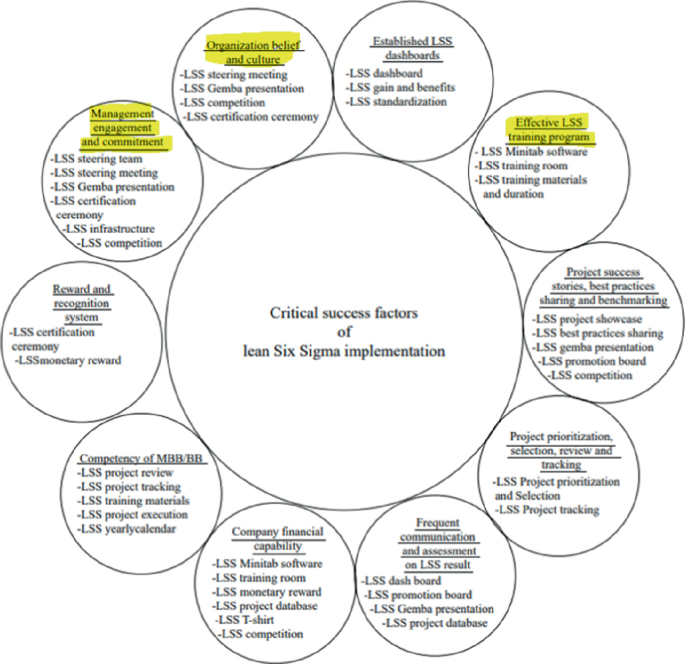 Organization belief
and culture
-LSS steering meeting
-LSS Gemba presentation
-LSS competition
-LSS certification ceremony
Established LSS
dashboards
-LSS dashboard
-LSS gain and benefits
-LSS standardization
Management
engagement
and commitment
-LSS steering team
-LSS steering meeting
-LSS Gemba presentation
-LSS certification
ceremony
-LSS infrastructure
-LSS competition
Effective LSS
training program
- LSS Minitab software
-LSS training room
-LSS training materials
and duration
Reward and
recognition
system
-LSS certification
ceremony
-LSSmonetary reward
Critical success factors
of
lean Six Sigma implementation
Project success
stories, best practices
sharing and benchmarking
-LSS project showcase
-LSS best practices sharing
-LSS gemba presentation
-LSS promotion board
-LSS competition
Competency of MBB/BB
-LSS project review
-LSS project tracking
-LSS training materials
-LSS project execution
-LSS yearlycalendar
Project prioritization,
selection, review and
tracking
-LSS Project prioritization
and Selection
-LSS Project tracking
Company financial
capability
-LSS Minitab software
-LSS training room
-LSS monetary reward
-LSS project database
-LSS T-shirt
-LSS competition
Frequent
communication
and assessment
on LSS result
-LSS dash board
-LSS promotion board
-LSS Gemba presentation
-LSS project database